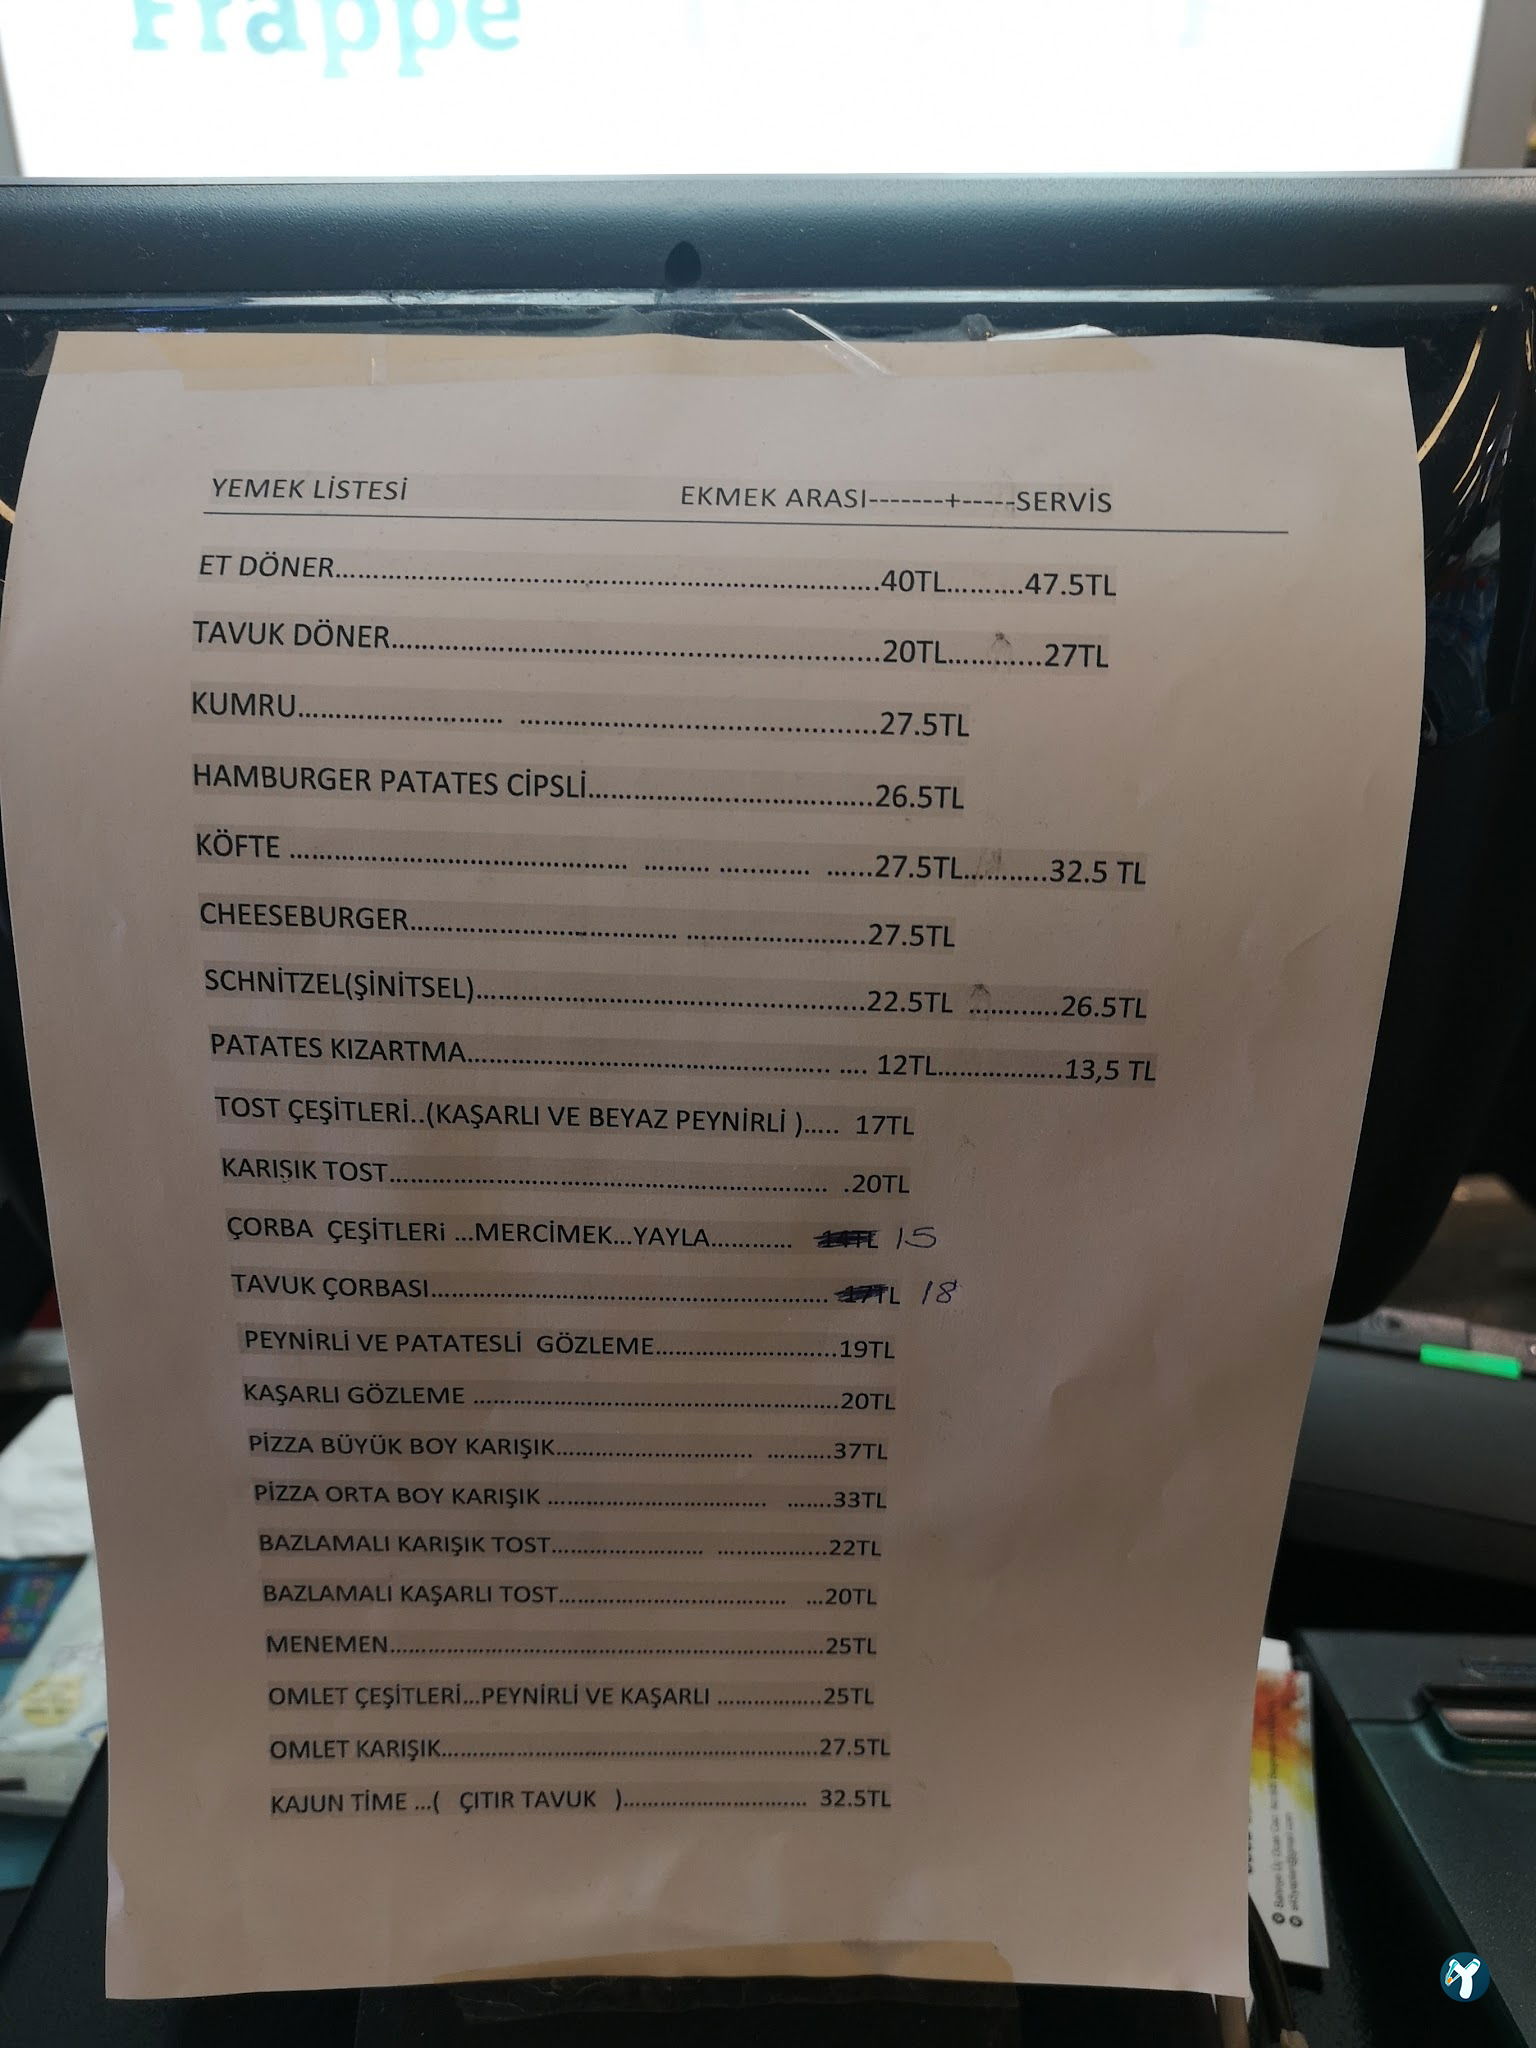 Frappe
YEMEK LİSTESİ EKMEK ARASI-------+-----SERVİS
ET DÖNER..........40TL..........47.5TL
TAVUK DÖNER..........20TL..........27TL
KUMRU.......... ..........27.5TL
HAMBURGER PATATES CİPSLİ..........26.5TL
KÖFTE .......... ......... .......... ......27.5TL...........32.5 TL
CHEESEBURGER.......... ..........27.5TL
SCHNİTZEL(ŞİNİTSEL)..........22.5TL ............26.5TL
PATATES KIZARTMA.......... .... 12TL..........13,5 TL
TOST ÇEŞİTLERİ..(KAŞARLI VE BEYAZ PEYNİRLİ )..... 17TL
KARIŞIK TOST.......... .20TL
ÇORBA ÇEŞİTLERi ...MERCİMEK...YAYLA............ 14TL 15
TAVUK ÇORBASI.......... 17TL 18
PEYNİRLİ VE PATATESLİ GÖZLEME..........19TL
KAŞARLI GÖZLEME ..........20TL
PİZZA BÜYÜK BOY KARIŞIK.......... ..........37TL
PİZZA ORTA BOY KARIŞIK .......... .......33TL
BAZLAMALI KARIŞIK TOST.......... ..........22TL
BAZLAMALI KAŞARLI TOST.......... ...20TL
MENEMEN..........25TL
OMLET ÇEŞİTLERİ...PEYNİRLİ VE KAŞARLI ..........25TL
OMLET KARIŞIK..........27.5TL
KAJUN TİME ...( ÇITIR TAVUK ).......... 32.5TL